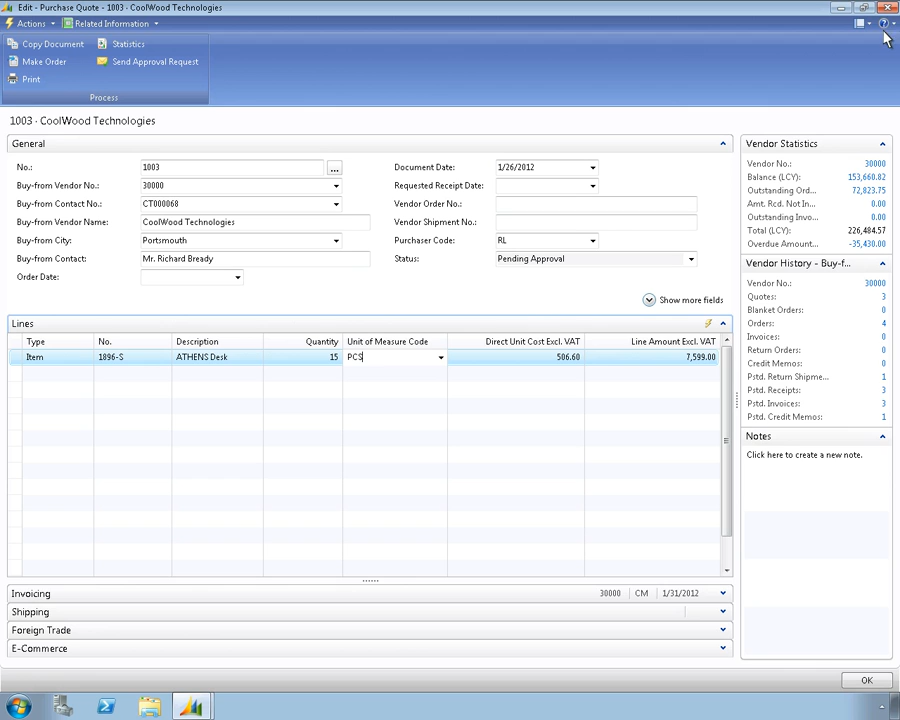 Edit - Purchase Quote - 1003 · CoolWood Technologies
Actions
Related Information
Copy Document
Statistics
Make Order
Send Approval Request
Print
Process
1003 · CoolWood Technologies
General
No.: 1003 ...
Document Date: 1/26/2012
Buy-from Vendor No.: 30000
Requested Receipt Date:
Buy-from Contact No.: CT000068
Vendor Order No.:
Buy-from Vendor Name: CoolWood Technologies
Vendor Shipment No.:
Buy-from City: Portsmouth
Purchaser Code: RL
Buy-from Contact: Mr. Richard Bready
Status: Pending Approval
Order Date:
Show more fields
Lines
Type No. Description Quantity Unit of Measure Code Direct Unit Cost Excl. VAT Line Amount Excl. VAT
Item 1896-S ATHENS Desk 15 PCS 506.60 7,599.00
Invoicing 30000 CM 1/31/2012
Shipping
Foreign Trade
E-Commerce
Vendor Statistics
Vendor No.: 30000
Balance (LCY): 153,660.82
Outstanding Ord... 72,823.75
Amt. Rcd. Not In... 0.00
Outstanding Invo... 0.00
Total (LCY): 226,484.57
Overdue Amount... -35,430.00
Vendor History - Buy-f...
Vendor No.: 30000
Quotes: 3
Blanket Orders: 0
Orders: 4
Invoices: 0
Return Orders: 0
Credit Memos: 0
Pstd. Return Shipme... 1
Pstd. Receipts: 3
Pstd. Invoices: 3
Pstd. Credit Memos: 1
Notes
Click here to create a new note.
OK